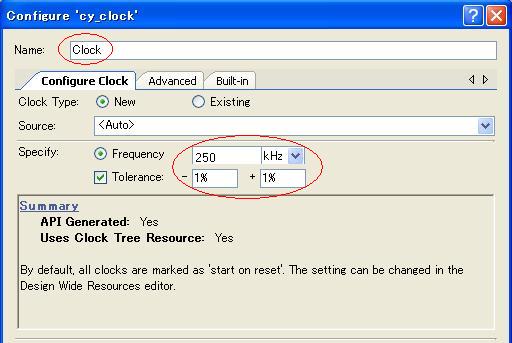 Configure 'cy_clock'
Name: Clock
Configure Clock Advanced Built-in
Clock Type: New Existing
Source: <Auto>
Specify: Frequency 250 kHz
Tolerance: - 1% + 1%
Summary
API Generated: Yes
Uses Clock Tree Resource: Yes
By default, all clocks are marked as 'start on reset'. The setting can be changed in the
Design Wide Resources editor.